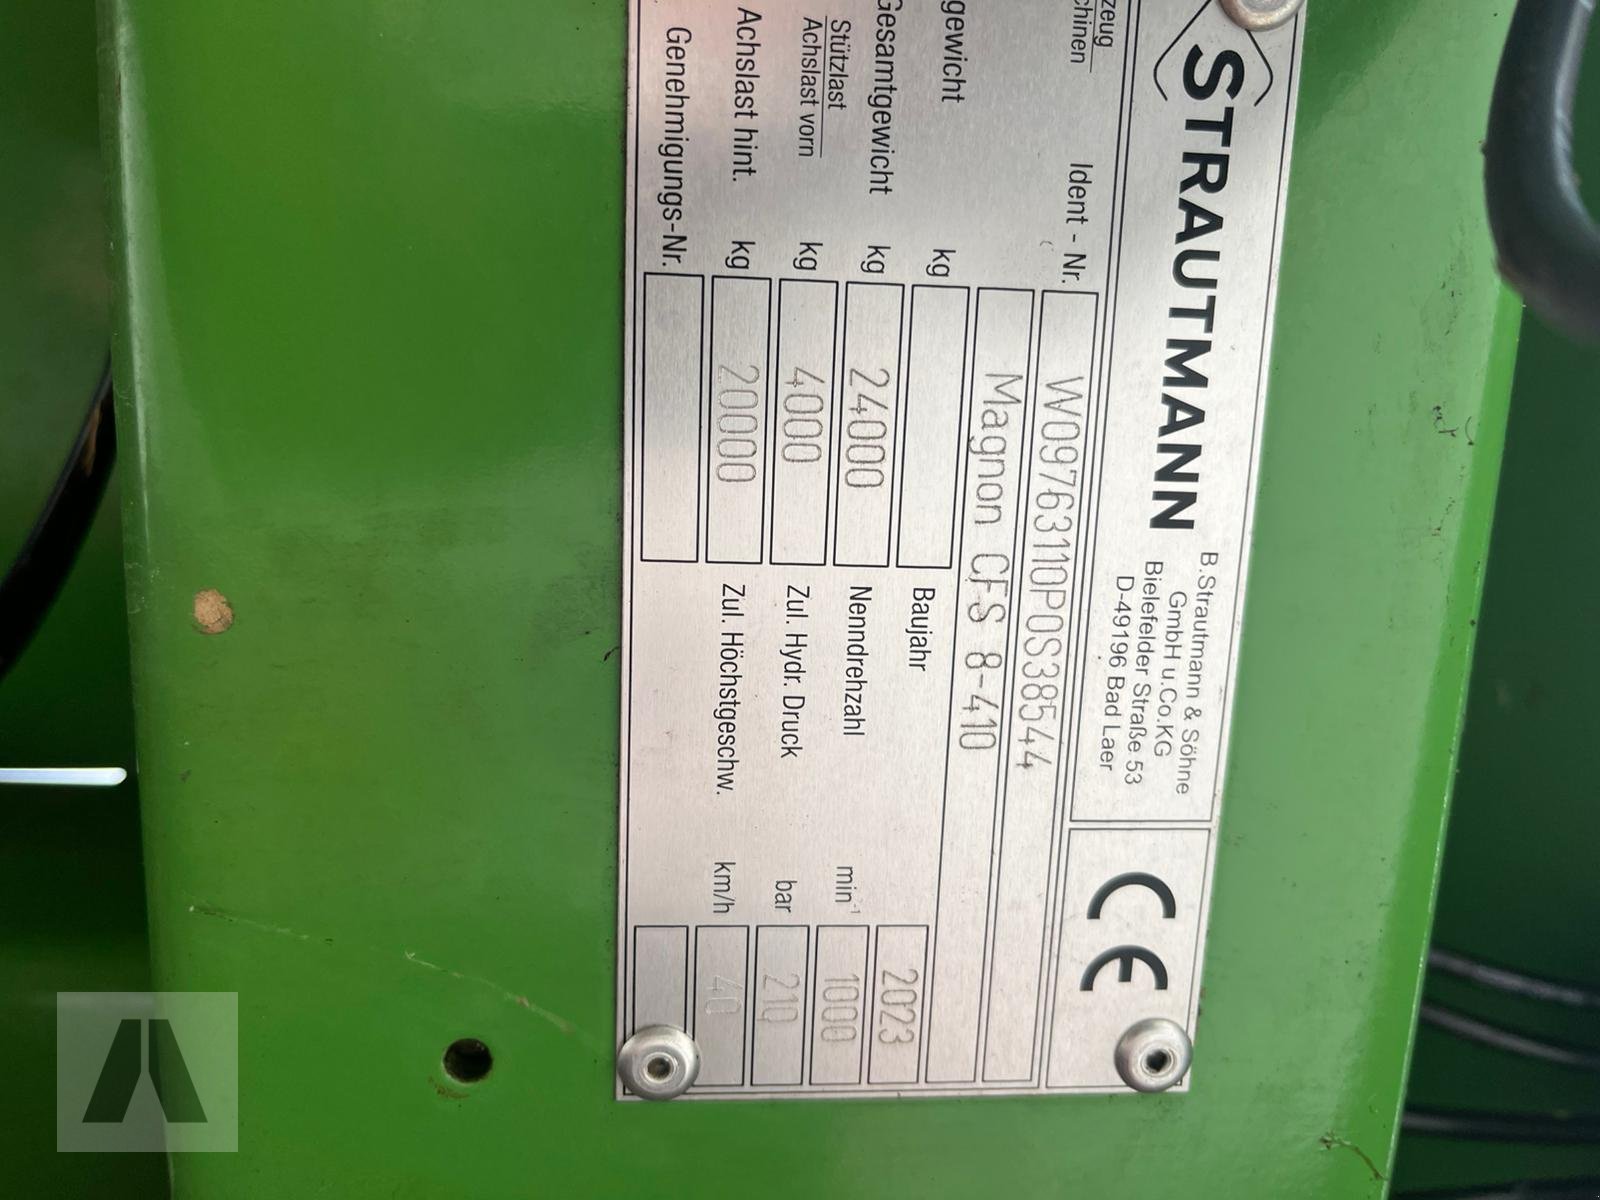 STRAUTMANN
B.Strautmann & Söhne
GmbH u.Co.KG
Bielefelder Straße 53
D-49196 Bad Laer
CE
zeug
chinen
Ident - Nr. W09763110P0S38544
Magnon CFS 8-410
gewicht kg
Baujahr 2023
Gesamtgewicht kg 24000
Nenndrehzahl min⁻¹ 1000
Stützlast
Achslast vorn kg 4000
Zul. Hydr. Druck bar 210
Achslast hint. kg 20000
Zul. Höchstgeschw. km/h 40
Genehmigungs-Nr.